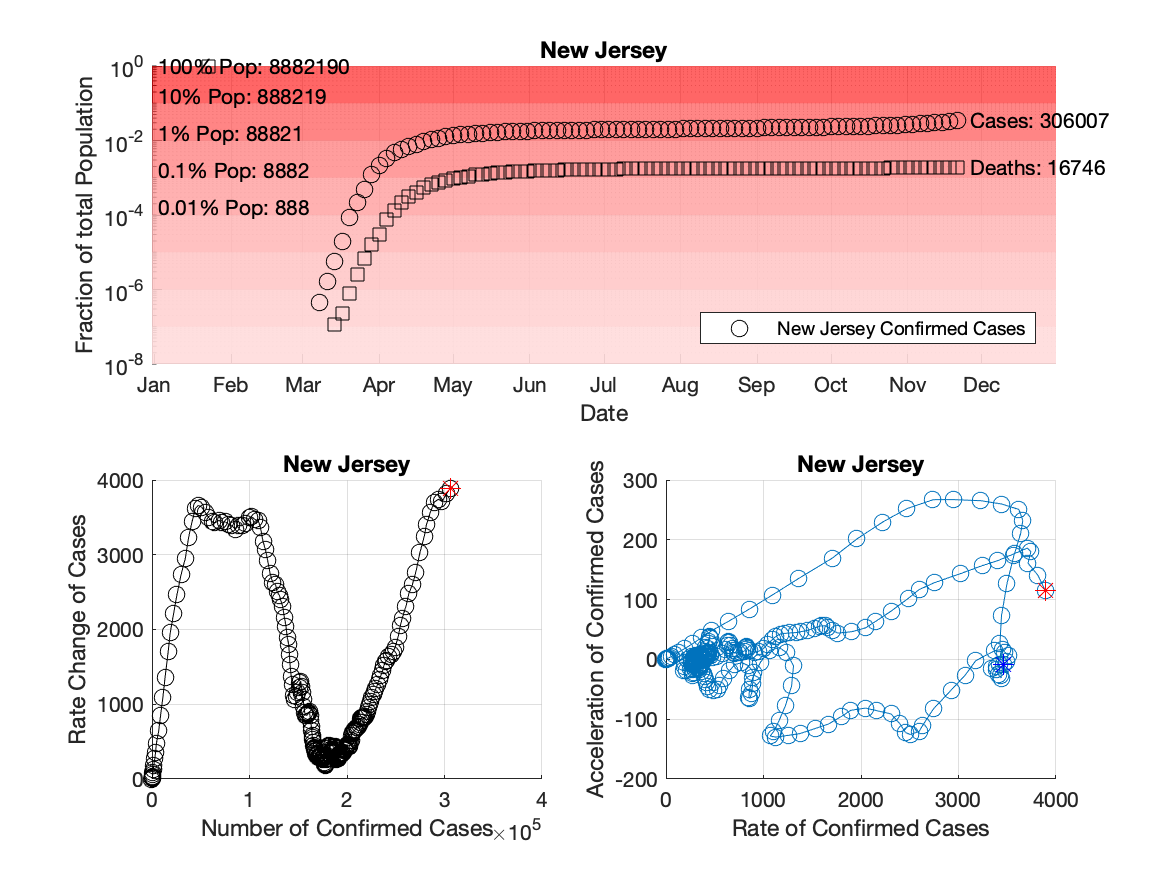 New Jersey
Fraction of total Population
10^0
10^-2
10^-4
10^-6
10^-8
100% Pop: 8882190
10% Pop: 888219
1% Pop: 88821
0.1% Pop: 8882
0.01% Pop: 888
Cases: 306007
Deaths: 16746
New Jersey Confirmed Cases
Jan Feb Mar Apr May Jun Jul Aug Sep Oct Nov Dec
Date
New Jersey
Rate Change of Cases
4000
3000
2000
1000
0
0 1 2 3 4
Number of Confirmed Cases ×10^5
New Jersey
Acceleration of Confirmed Cases
300
200
100
0
-100
-200
0 1000 2000 3000 4000
Rate of Confirmed Cases